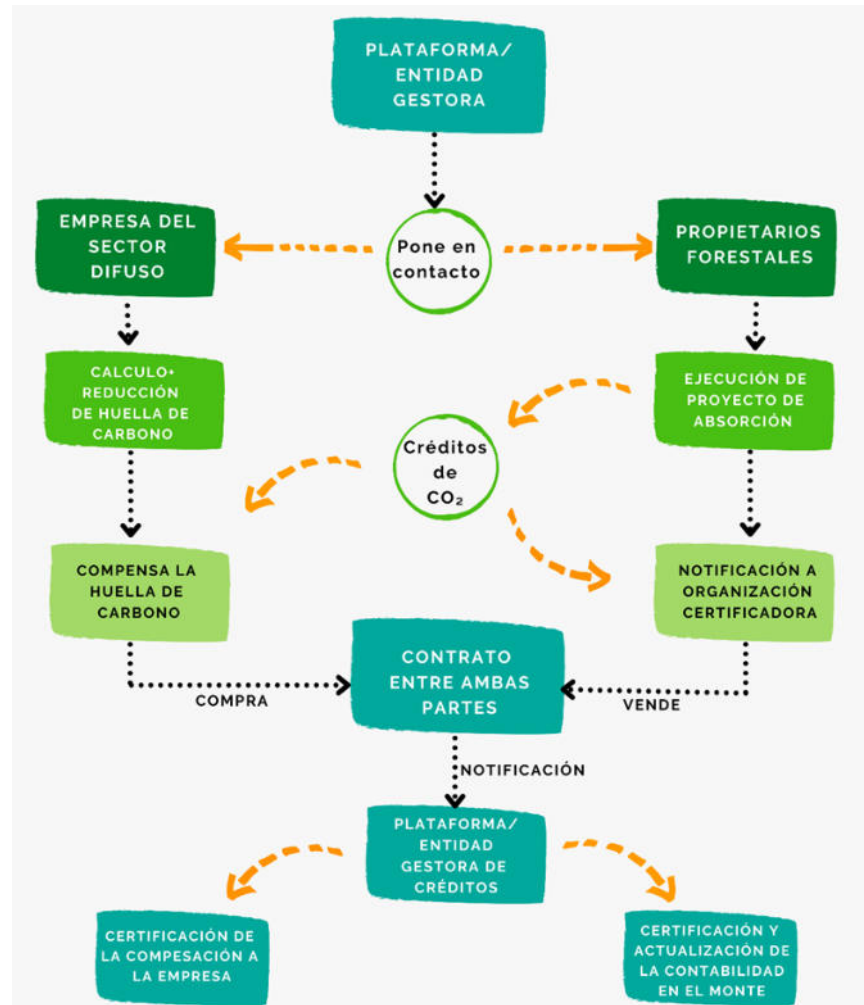 PLATAFORMA/
ENTIDAD
GESTORA
EMPRESA DEL
SECTOR
DIFUSO
Pone en
contacto
PROPIETARIOS
FORESTALES
CALCULO+
REDUCCIÓN
DE HUELLA DE
CARBONO
EJECUCIÓN DE
PROYECTO DE
ABSORCIÓN
Créditos
de
CO₂
COMPENSA LA
HUELLA DE
CARBONO
NOTIFICACIÓN A
ORGANIZACIÓN
CERTIFICADORA
CONTRATO
ENTRE AMBAS
PARTES
COMPRA
VENDE
NOTIFICACIÓN
PLATAFORMA/
ENTIDAD
GESTORA DE
CRÉDITOS
CERTIFICACIÓN DE
LA COMPESACIÓN A
LA EMPRESA
CERTIFICACIÓN Y
ACTUALIZACIÓN DE
LA CONTABILIDAD
EN EL MONTE